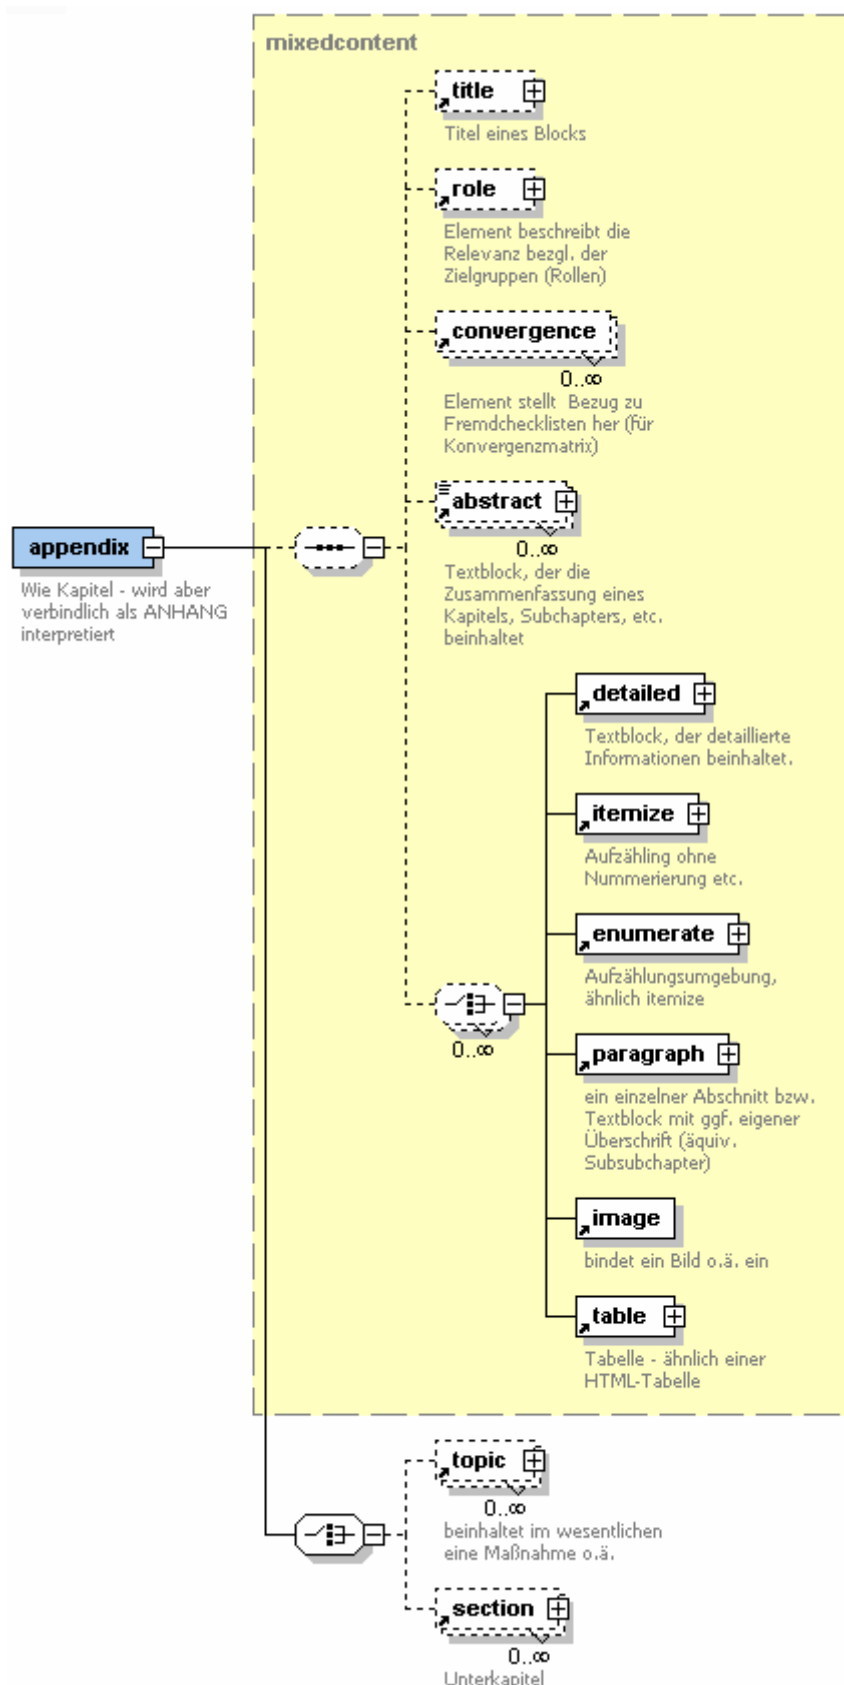 mixedcontent
title
Titel eines Blocks
role
Element beschreibt die
Relevanz bezgl. der
Zielgruppen (Rollen)
convergence
0..∞
Element stellt Bezug zu
Fremdchecklisten her (für
Konvergenzmatrix)
abstract
0..∞
Textblock, der die
Zusammenfassung eines
Kapitels, Subchapters, etc.
beinhaltet
appendix
Wie Kapitel - wird aber
verbindlich als ANHANG
interpretiert
detailed
Textblock, der detaillierte
Informationen beinhaltet.
itemize
Aufzähling ohne
Nummerierung etc.
enumerate
Aufzählungsumgebung,
ähnlich itemize
0..∞
paragraph
ein einzelner Abschnitt bzw.
Textblock mit ggf. eigener
Überschrift (äquiv.
Subsubchapter)
image
bindet ein Bild o.ä. ein
table
Tabelle - ähnlich einer
HTML-Tabelle
topic
0..∞
beinhaltet im wesentlichen
eine Maßnahme o.ä.
section
0..∞
Unterkapitel